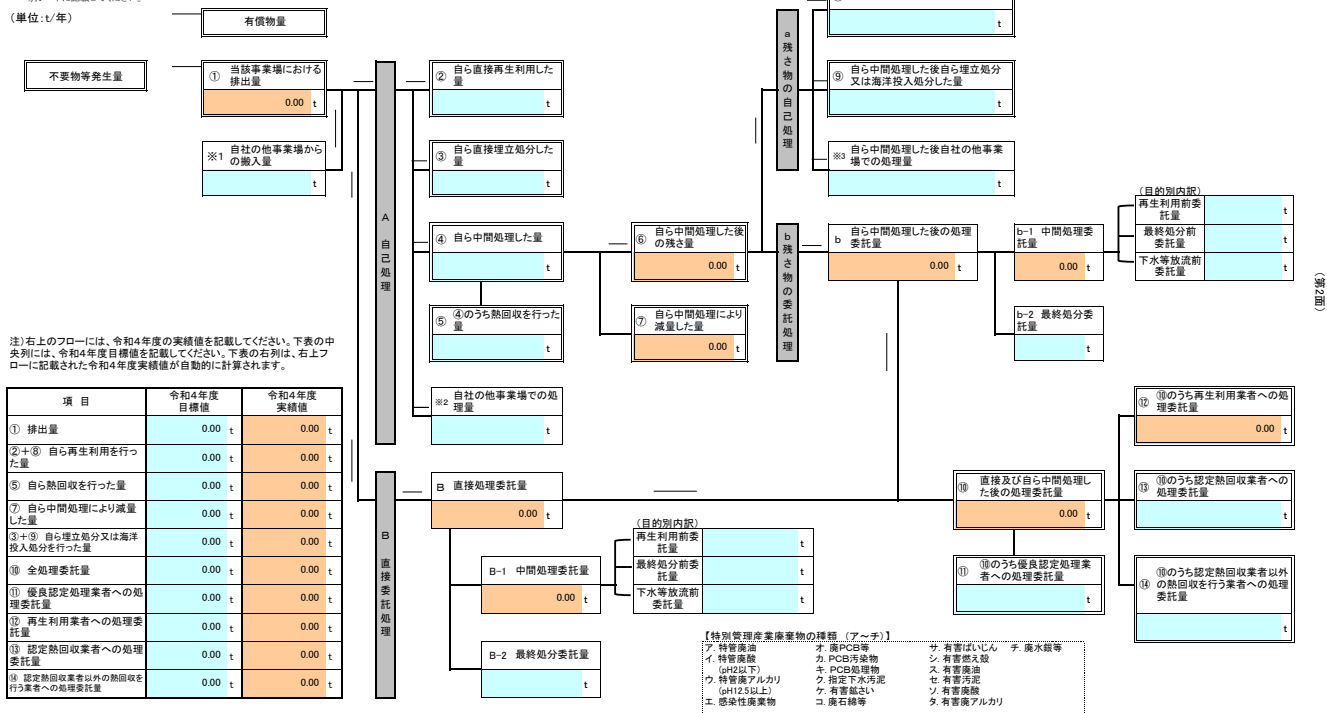 (単位:t/年)
有償物量
不要物等発生量
① 当該事業場における
排出量
0.00 t
※1 自社の他事業場から
の搬入量
t
A 自己処理
② 自ら直接再生利用した
量
t
③ 自ら直接埋立処分した
量
t
④ 自ら中間処理した量
t
⑤ ④のうち熱回収を行った
量
t
※2 自社の他事業場での処
理量
t
⑥ 自ら中間処理した後
の残さ量
0.00 t
⑦ 自ら中間処理により
減量した量
0.00 t
a 残さ物の自己処理
t
⑨ 自ら中間処理した後自ら埋立処分
又は海洋投入処分した量
t
※3 自ら中間処理した後自社の他事業
場での処理量
t
b 残さ物の委託処理
b 自ら中間処理した後の処理
委託量
0.00 t
b-1 中間処理委
託量
0.00 t
b-2 最終処分委
託量
t
(目的別内訳)
再生利用前委
託量
t
最終処分前
委託量
t
下水等放流前
委託量
t
(第2面)
注)右上のフローには、令和4年度の実績値を記載してください。下表の中
央列には、令和4年度目標値を記載してください。下表の右列は、右上フ
ローに記載された令和4年度実績値が自動的に計算されます。
項 目 令和4年度 令和4年度
目標値 実績値
① 排出量 0.00 t 0.00 t
②+⑧ 自ら再生利用を行っ
た量 0.00 t 0.00 t
⑤ 自ら熱回収を行った量 0.00 t 0.00 t
⑦ 自ら中間処理により減量
した量 0.00 t 0.00 t
③+⑨ 自ら埋立処分又は海洋
投入処分を行った量 0.00 t 0.00 t
⑩ 全処理委託量 0.00 t 0.00 t
⑪ 優良認定処理業者への処
理委託量 0.00 t 0.00 t
⑫ 再生利用業者への処理委
託量 0.00 t 0.00 t
⑬ 認定熱回収業者への処理
委託量 0.00 t 0.00 t
⑭ 認定熱回収業者以外の熱回収を
行う業者への処理委託量 0.00 t 0.00 t
B 直接委託処理
B 直接処理委託量
0.00 t
B-1 中間処理委託量
0.00 t
B-2 最終処分委託量
t
(目的別内訳)
再生利用前委
託量
t
最終処分前委
託量
t
下水等放流前
委託量
t
⑩ 直接及び自ら中間処理し
た後の処理委託量
0.00 t
⑪ ⑩のうち優良認定処理業
者への処理委託量
t
⑫ ⑩のうち再生利用業者への処
理委託量
0.00 t
⑬ ⑩のうち認定熱回収業者への
処理委託量
t
⑭ ⑩のうち認定熱回収業者以外
の熱回収を行う業者への処理
委託量
t
【特別管理産業廃棄物の種類 (ア~チ)】
ア. 特管廃油 オ. 廃PCB等 サ. 有害ばいじん チ. 廃水銀等
イ. 特管廃酸 カ. PCB汚染物 シ. 有害燃え殻
(pH2以下) キ. PCB処理物 ス. 有害廃油
ウ. 特管廃アルカリ ク. 指定下水汚泥 セ. 有害汚泥
(pH12.5以上) ケ. 有害鉱さい ソ. 有害廃酸
エ. 感染性廃棄物 コ. 廃石綿等 タ. 有害廃アルカリ